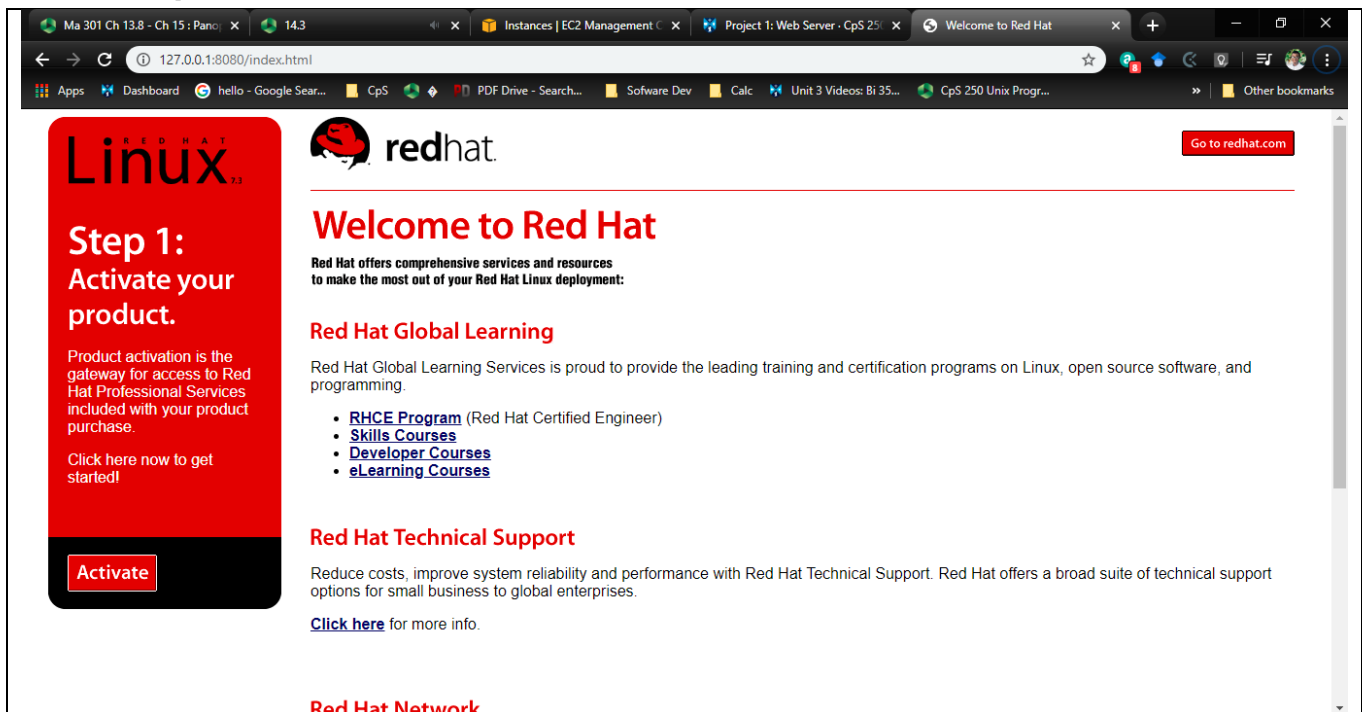 Ma 301 Ch 13.8 - Ch 15 : Pano
14.3
Instances | EC2 Management C
Project 1: Web Server · CpS 25
Welcome to Red Hat
127.0.0.1:8080/index.html
8
Apps
Dashboard
hello - Google Sear...
CpS
PDF Drive - Search...
Sofware Dev
Calc
Unit 3 Videos: Bi 35...
CpS 250 Unix Progr...
»
Other bookmarks
RED HAT
Linux 7.3
Step 1:
Activate your
product.
Product activation is the
gateway for access to Red
Hat Professional Services
included with your product
purchase.
Click here now to get
started!
Activate
redhat.
Go to redhat.com
Welcome to Red Hat
Red Hat offers comprehensive services and resources
to make the most out of your Red Hat Linux deployment:
Red Hat Global Learning
Red Hat Global Learning Services is proud to provide the leading training and certification programs on Linux, open source software, and
programming.
• RHCE Program (Red Hat Certified Engineer)
• Skills Courses
• Developer Courses
• eLearning Courses
Red Hat Technical Support
Reduce costs, improve system reliability and performance with Red Hat Technical Support. Red Hat offers a broad suite of technical support
options for small business to global enterprises.
Click here for more info.
Red Hat Network